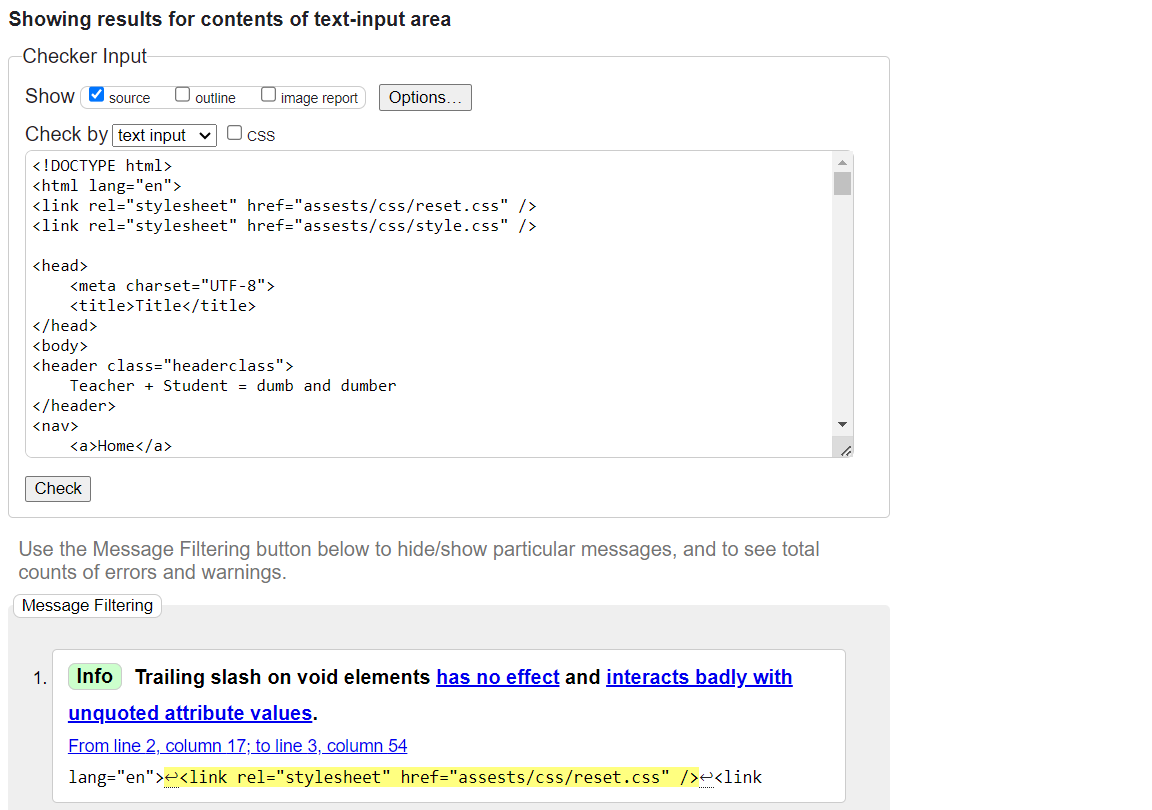 Showing results for contents of text-input area
Checker Input
Show source outline image report Options…
Check by text input CSS
<!DOCTYPE html>
<html lang="en">
<link rel="stylesheet" href="assests/css/reset.css" />
<link rel="stylesheet" href="assests/css/style.css" />
<head>
    <meta charset="UTF-8">
    <title>Title</title>
</head>
<body>
<header class="headerclass">
    Teacher + Student = dumb and dumber
</header>
<nav>
    <a>Home</a>
Check
Use the Message Filtering button below to hide/show particular messages, and to see total
counts of errors and warnings.
Message Filtering
1. Info Trailing slash on void elements has no effect and interacts badly with
unquoted attribute values.
From line 2, column 17; to line 3, column 54
lang="en">↩<link rel="stylesheet" href="assests/css/reset.css" />↩<link